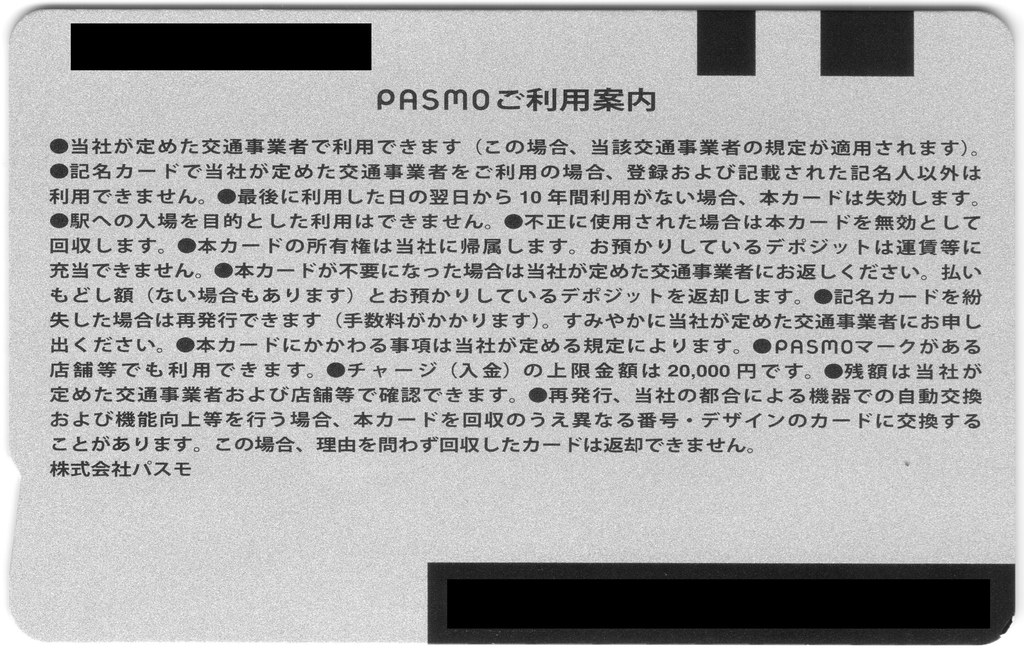 PASMOご利用案内
●当社が定めた交通事業者で利用できます（この場合、当該交通事業者の規定が適用されます）。
●記名カードで当社が定めた交通事業者をご利用の場合、登録および記載された記名人以外は
利用できません。●最後に利用した日の翌日から10年間利用がない場合、本カードは失効します。
●駅への入場を目的とした利用はできません。●不正に使用された場合は本カードを無効として
回収します。●本カードの所有権は当社に帰属します。お預かりしているデポジットは運賃等に
充当できません。●本カードが不要になった場合は当社が定めた交通事業者にお返しください。払い
もどし額（ない場合もあります）とお預かりしているデポジットを返却します。●記名カードを紛
失した場合は再発行できます（手数料がかかります）。すみやかに当社が定めた交通事業者にお申し
出ください。●本カードにかかわる事項は当社が定める規定によります。●PASMOマークがある
店舗等でも利用できます。●チャージ（入金）の上限金額は20,000円です。●残額は当社が
定めた交通事業者および店舗等で確認できます。●再発行、当社の都合による機器での自動交換
および機能向上等を行う場合、本カードを回収のうえ異なる番号・デザインのカードに交換する
ことがあります。この場合、理由を問わず回収したカードは返却できません。
株式会社パスモ